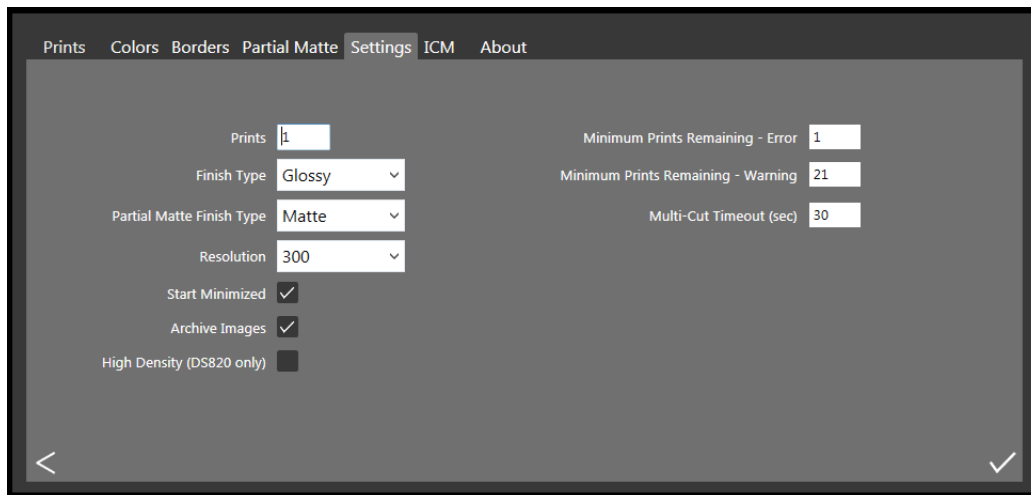 Prints Colors Borders Partial Matte Settings ICM About
Prints 1
Finish Type Glossy
Partial Matte Finish Type Matte
Resolution 300
Start Minimized
Archive Images
High Density (DS820 only)
Minimum Prints Remaining - Error 1
Minimum Prints Remaining - Warning 21
Multi-Cut Timeout (sec) 30